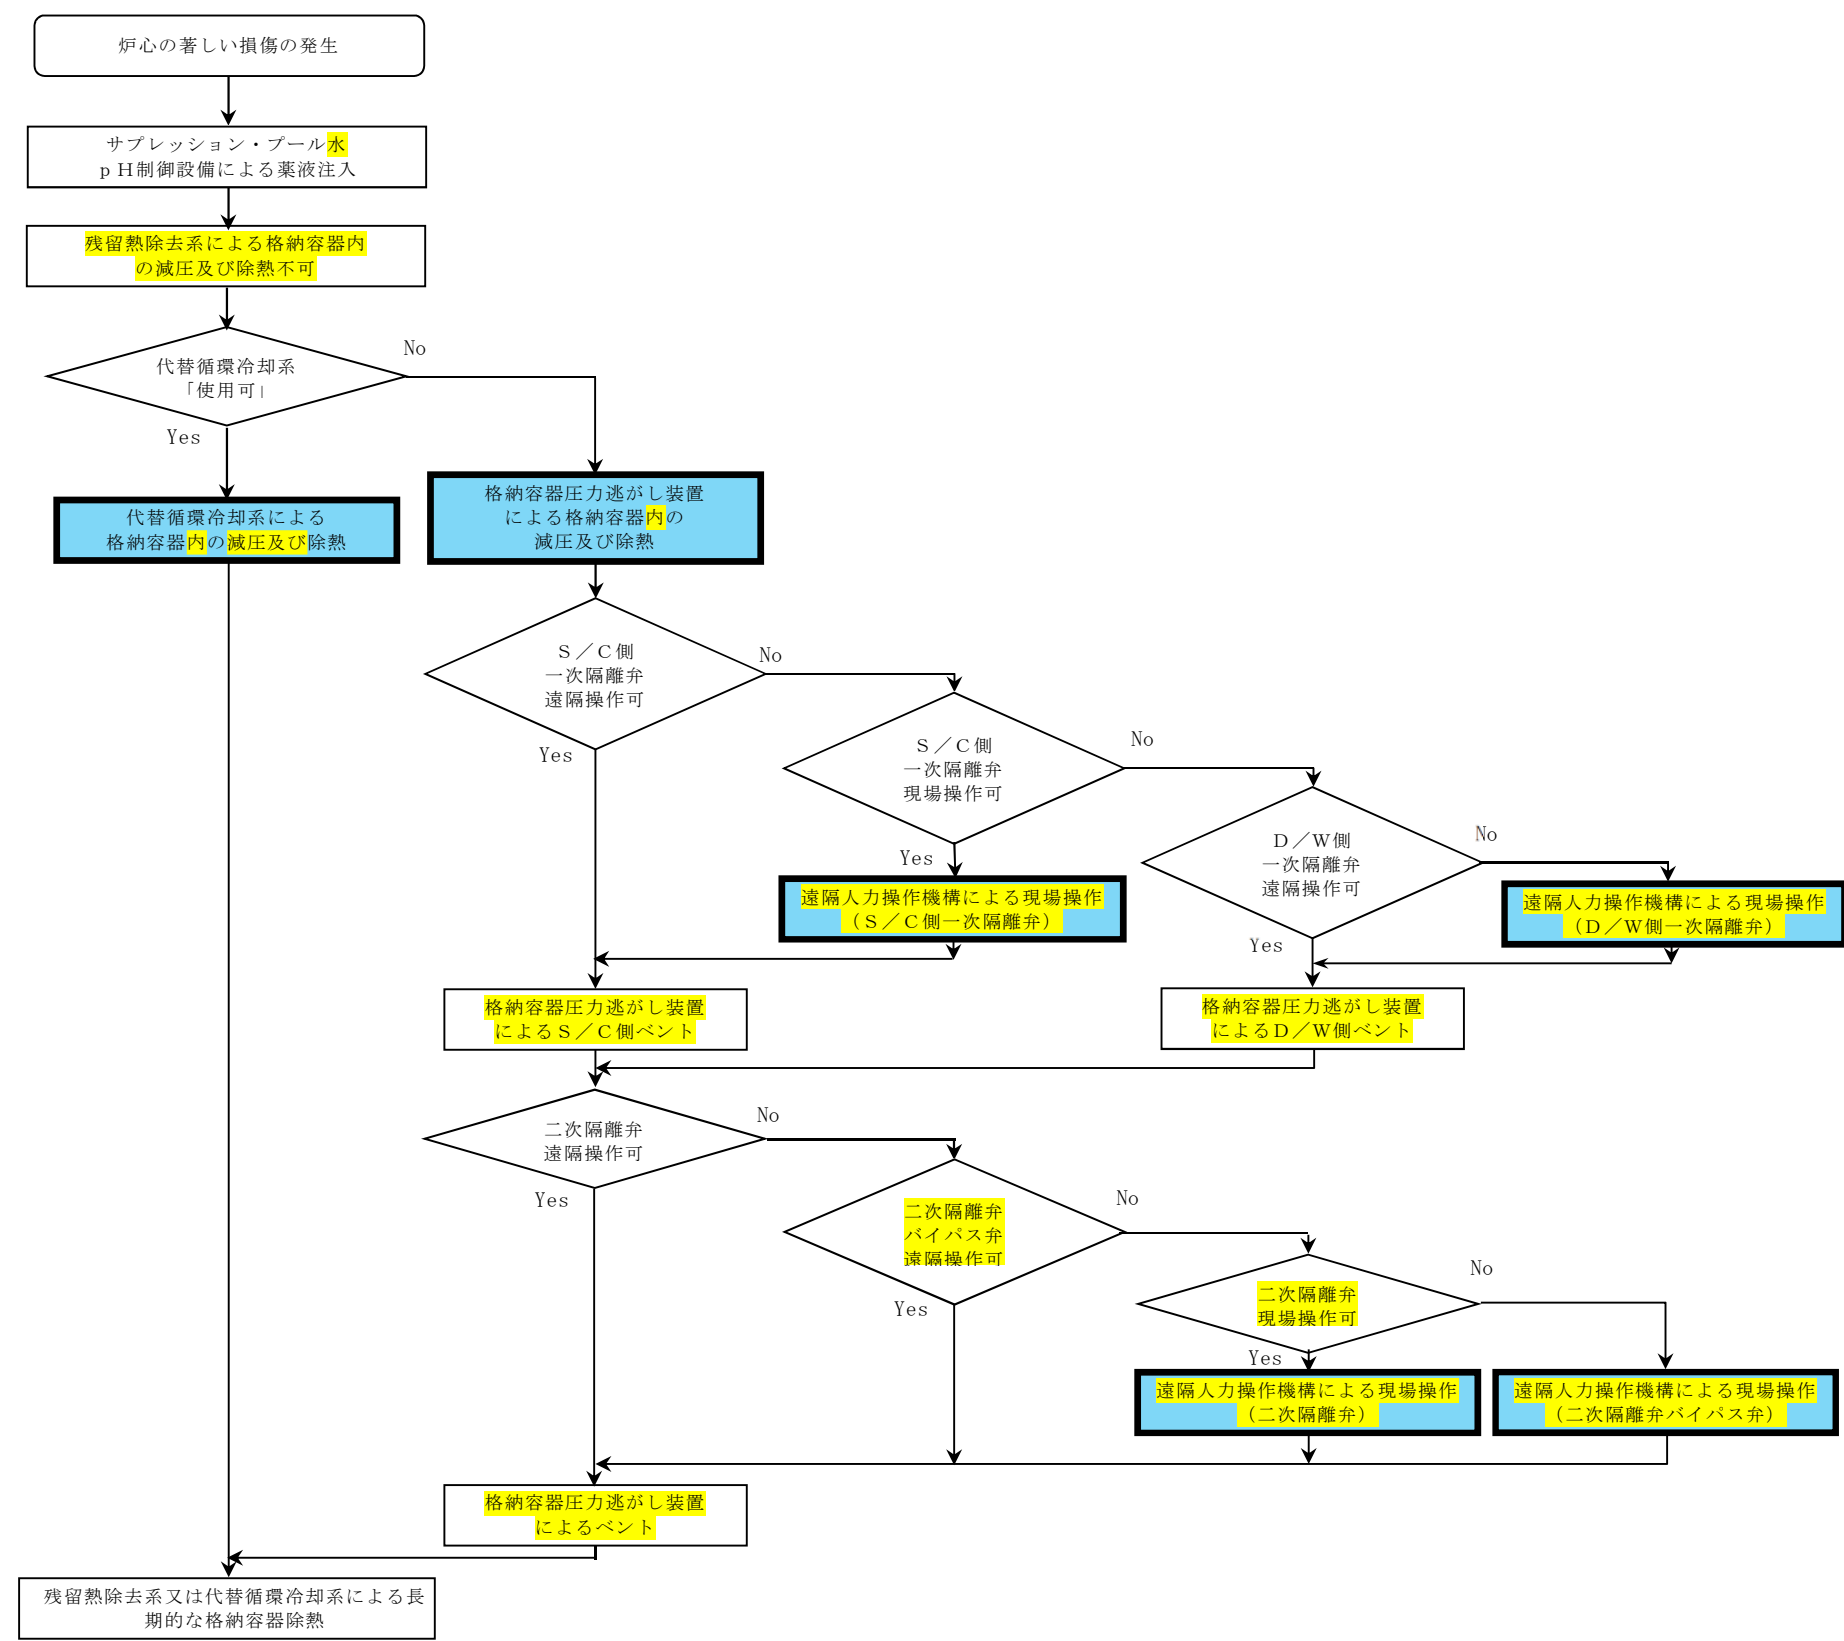 炉心の著しい損傷の発生
サプレッション・プール水
ｐＨ制御設備による薬液注入
残留熱除去系による格納容器内
の減圧及び除熱不可
代替循環冷却系
「使用可」
No
Yes
代替循環冷却系による
格納容器内の減圧及び除熱
格納容器圧力逃がし装置
による格納容器内の
減圧及び除熱
Ｓ／Ｃ側
一次隔離弁
遠隔操作可
No
Yes
Ｓ／Ｃ側
一次隔離弁
現場操作可
No
Yes
Ｄ／Ｗ側
一次隔離弁
遠隔操作可
No
Yes
遠隔人力操作機構による現場操作
（Ｓ／Ｃ側一次隔離弁）
遠隔人力操作機構による現場操作
（Ｄ／Ｗ側一次隔離弁）
格納容器圧力逃がし装置
によるＳ／Ｃ側ベント
格納容器圧力逃がし装置
によるＤ／Ｗ側ベント
二次隔離弁
遠隔操作可
No
Yes
二次隔離弁
バイパス弁
遠隔操作可
No
Yes
二次隔離弁
現場操作可
No
Yes
遠隔人力操作機構による現場操作
（二次隔離弁）
遠隔人力操作機構による現場操作
（二次隔離弁バイパス弁）
格納容器圧力逃がし装置
によるベント
残留熱除去系又は代替循環冷却系による長
期的な格納容器除熱